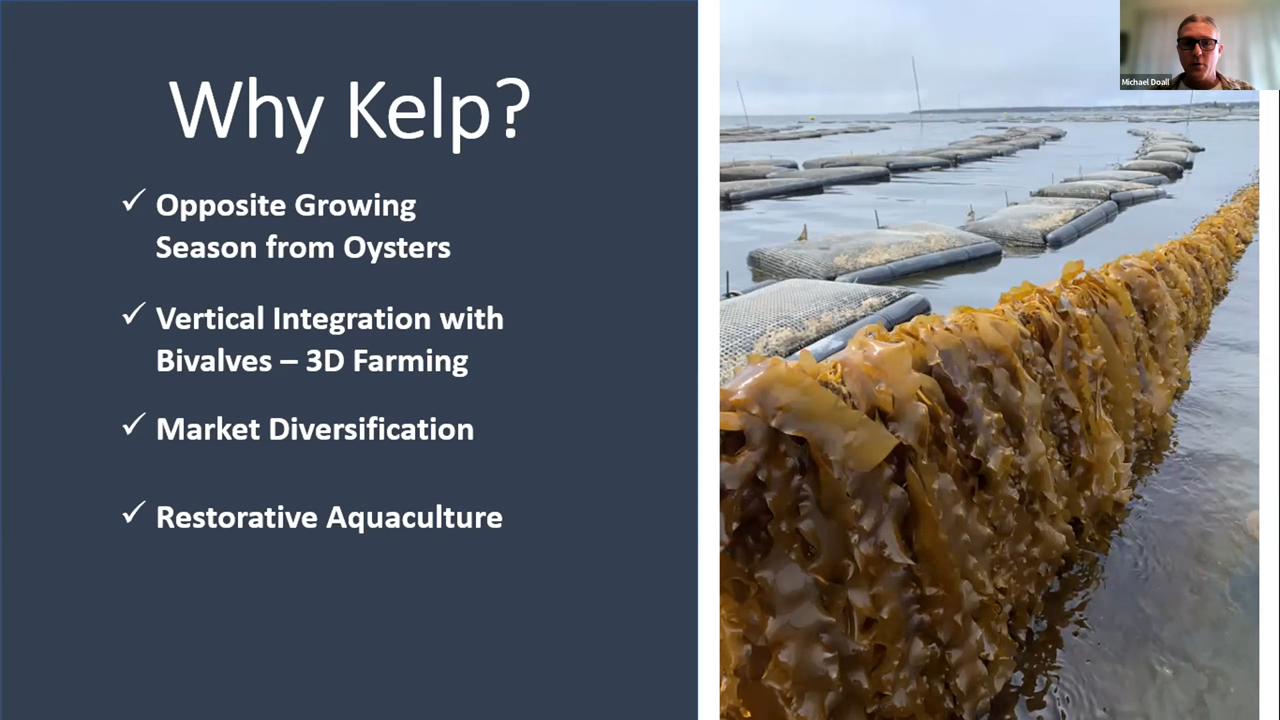 Why Kelp?
✓ Opposite Growing
Season from Oysters
✓ Vertical Integration with
Bivalves – 3D Farming
✓ Market Diversification
✓ Restorative Aquaculture
Michael Doall